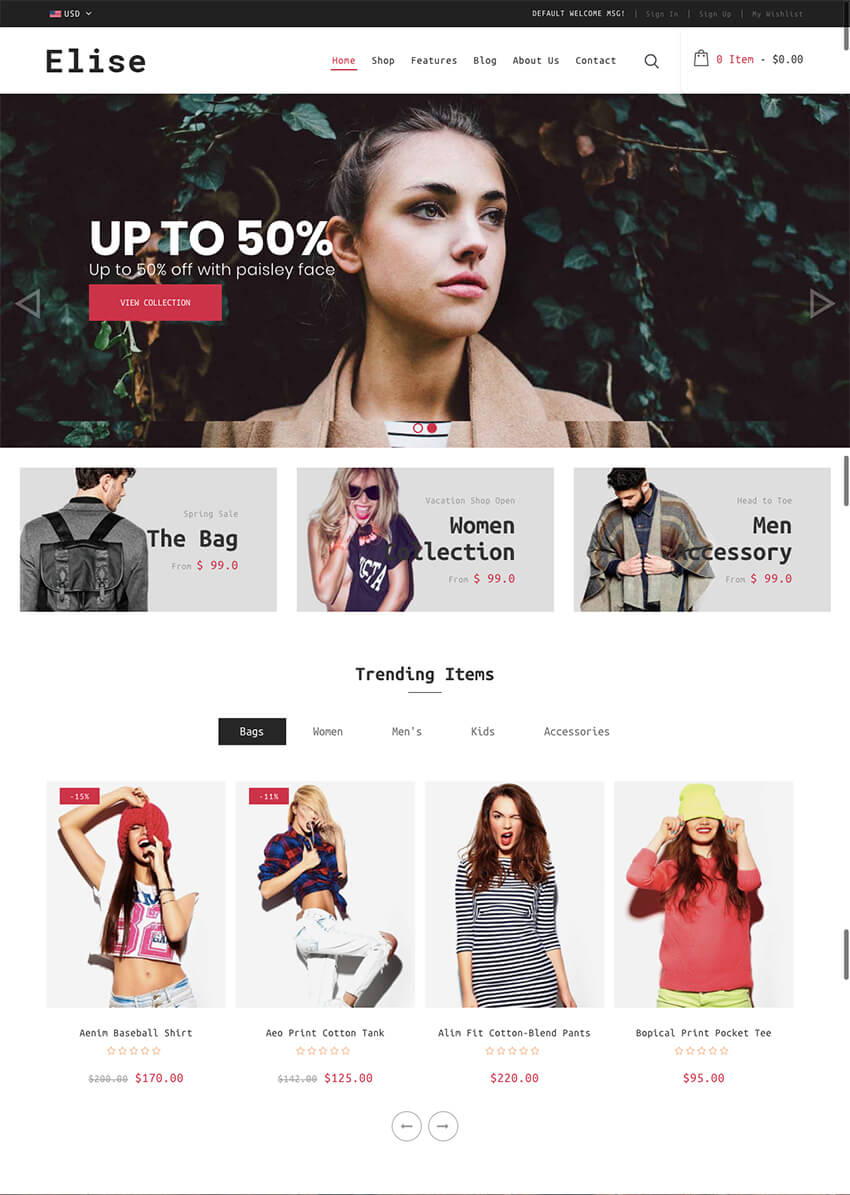 USD
DEFAULT WELCOME MSG! | Sign In | Sign Up | My Wishlist
Elise
Home Shop Features Blog About Us Contact
0 Item - $0.00
UP TO 50%
Up to 50% off with paisley face
VIEW COLLECTION
Spring Sale
The Bag
From $ 99.0
Vacation Shop Open
Women
Collection
From $ 99.0
Head to Toe
Men
Accessory
From $ 99.0
Trending Items
Bags Women Men's Kids Accessories
-15%
-11%
Aenim Baseball Shirt
Aeo Print Cotton Tank
Alim Fit Cotton-Blend Pants
Bopical Print Pocket Tee
$200.00 $170.00
$142.00 $125.00
$220.00
$95.00